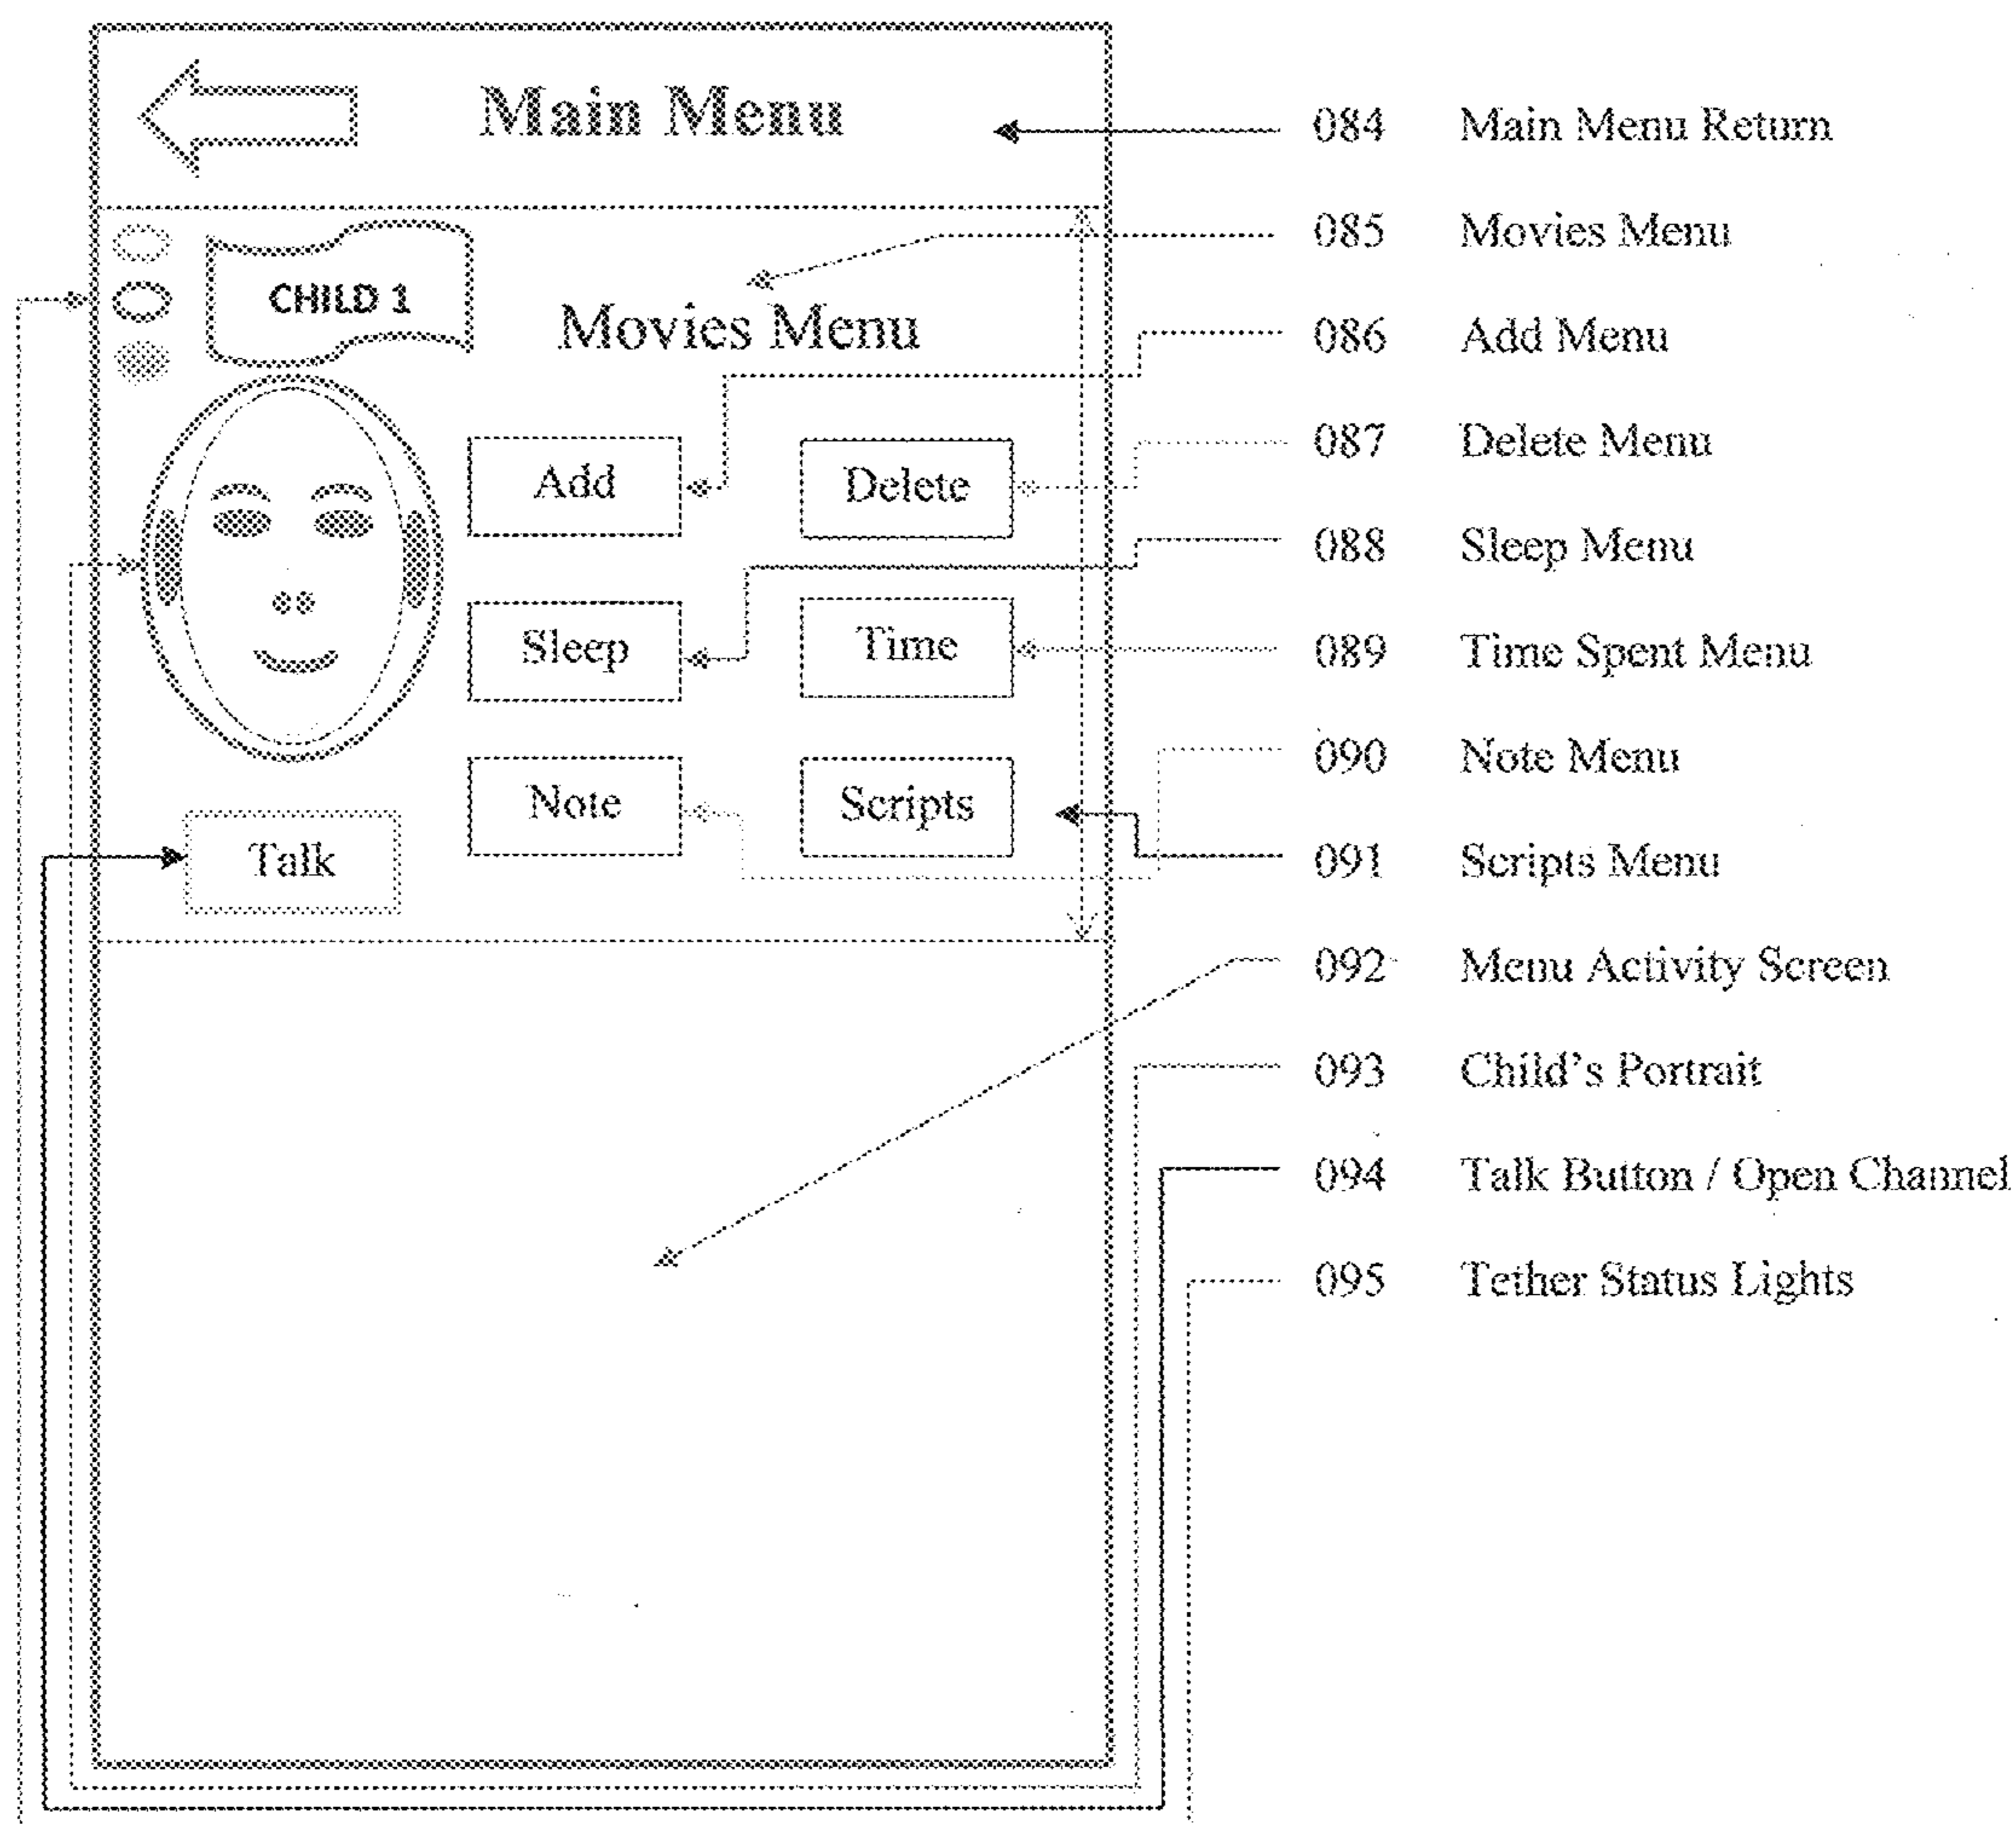 Main Menu
084 Main Menu Return
085 Movies Menu
CHILD 1
Movies Menu
086 Add Menu
087 Delete Menu
Add
Delete
088 Sleep Menu
Sleep
Time
089 Time Spent Menu
090 Note Menu
Note
Scripts
091 Scripts Menu
Talk
092 Menu Activity Screen
093 Child's Portrait
094 Talk Button / Open Channel
095 Tether Status Lights